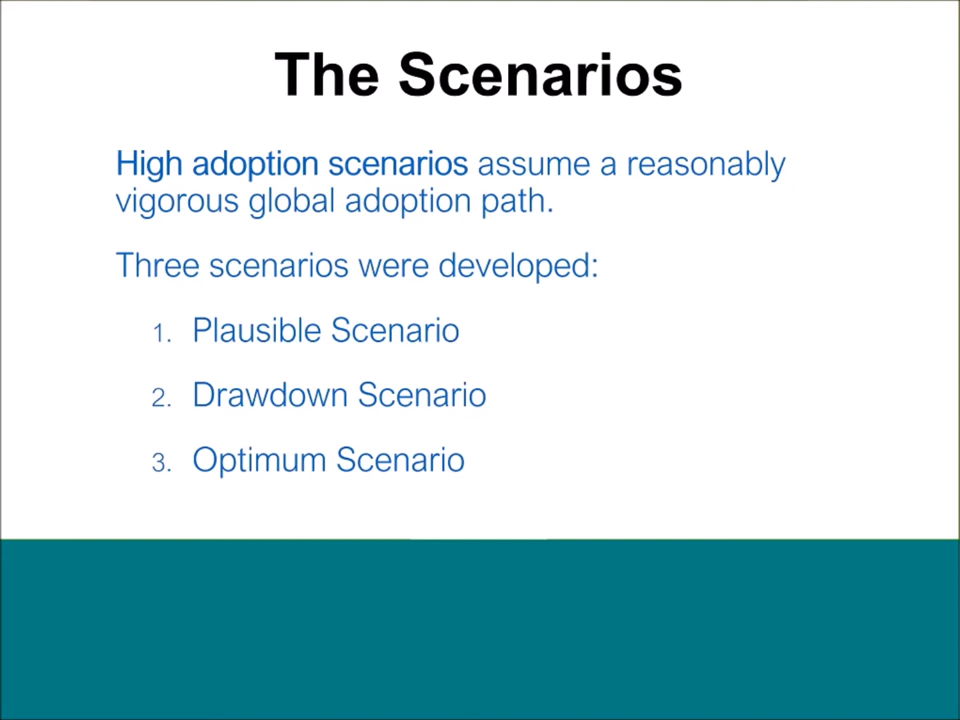 The Scenarios
High adoption scenarios assume a reasonably
vigorous global adoption path.
Three scenarios were developed:
1. Plausible Scenario
2. Drawdown Scenario
3. Optimum Scenario